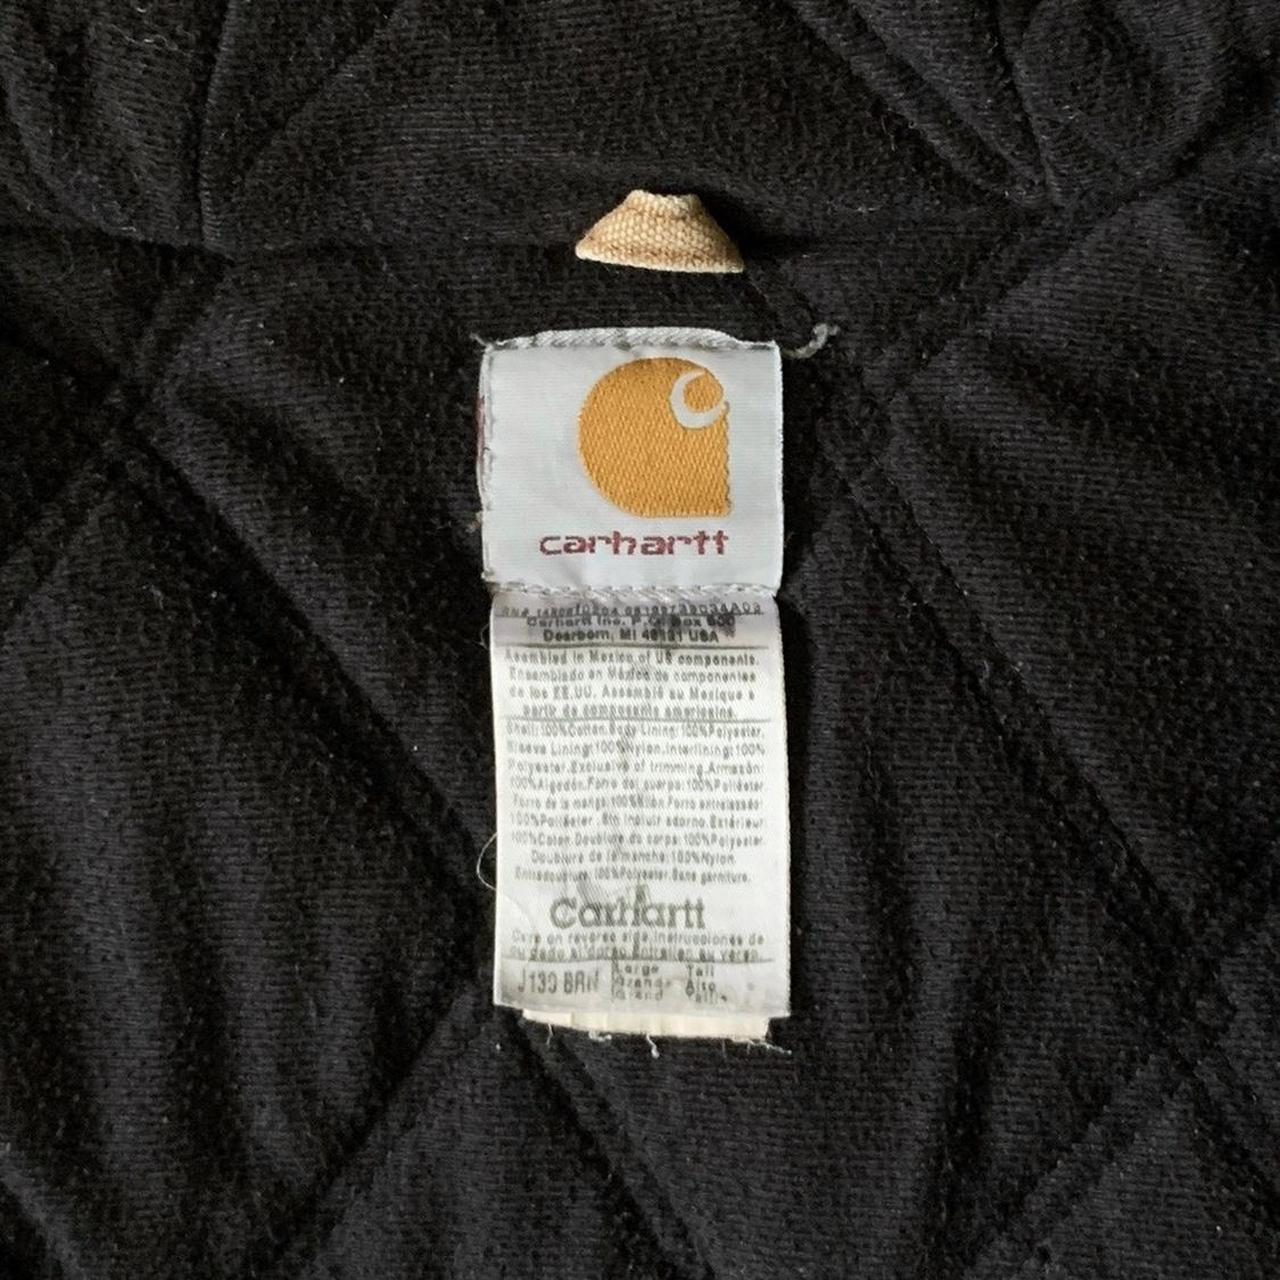 carhartt
Carhartt Inc. P.O. Box 600
Dearborn, MI 48121 USA
Assembled in Mexico of US components.
Ensamblado en México de componentes
de los EE.UU. Assemblé au Mexique à
partir de composants américains.
Shell:100%Cotton.Body Lining:100%Polyester.
Sleeve Lining:100%Nylon.Interlining:100%
Polyester.Exclusive of trimming.Armazón:
100%Algodón.Forro del cuerpo:100%Poliéster
Forro de la manga:100%Nilón.Forro entrelazado:
100%Poliéster. Sin incluir adorno.Extérieur:
100%Coton.Doublure du corps:100%Polyester.
Doublure de la manche:100%Nylon.
Entredoublure:100%Polyester.Sans garniture.
Carhartt
Care on reverse side.Instrucciones de
J130 BRN Large Tall
Grande Alto
Grand